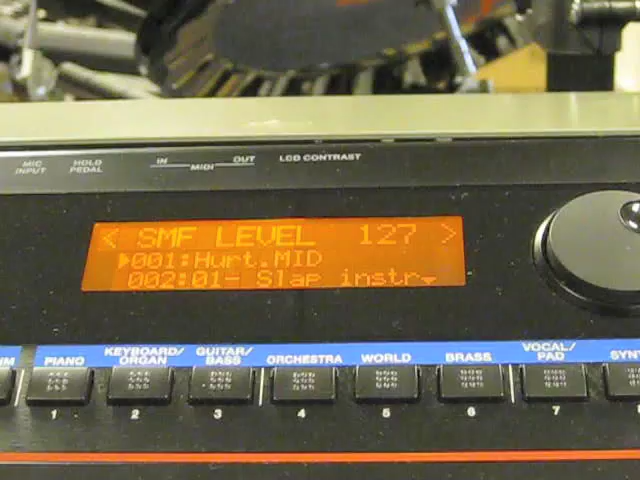 MIC INPUT
HOLD PEDAL
IN MIDI OUT
LCD CONTRAST
< SMF LEVEL 127 >
001:Hurt.MID
002:01- Slap instr
PIANO
KEYBOARD/ORGAN
GUITAR/BASS
ORCHESTRA
WORLD
BRASS
VOCAL/PAD
1 2 3 4 5 6 7